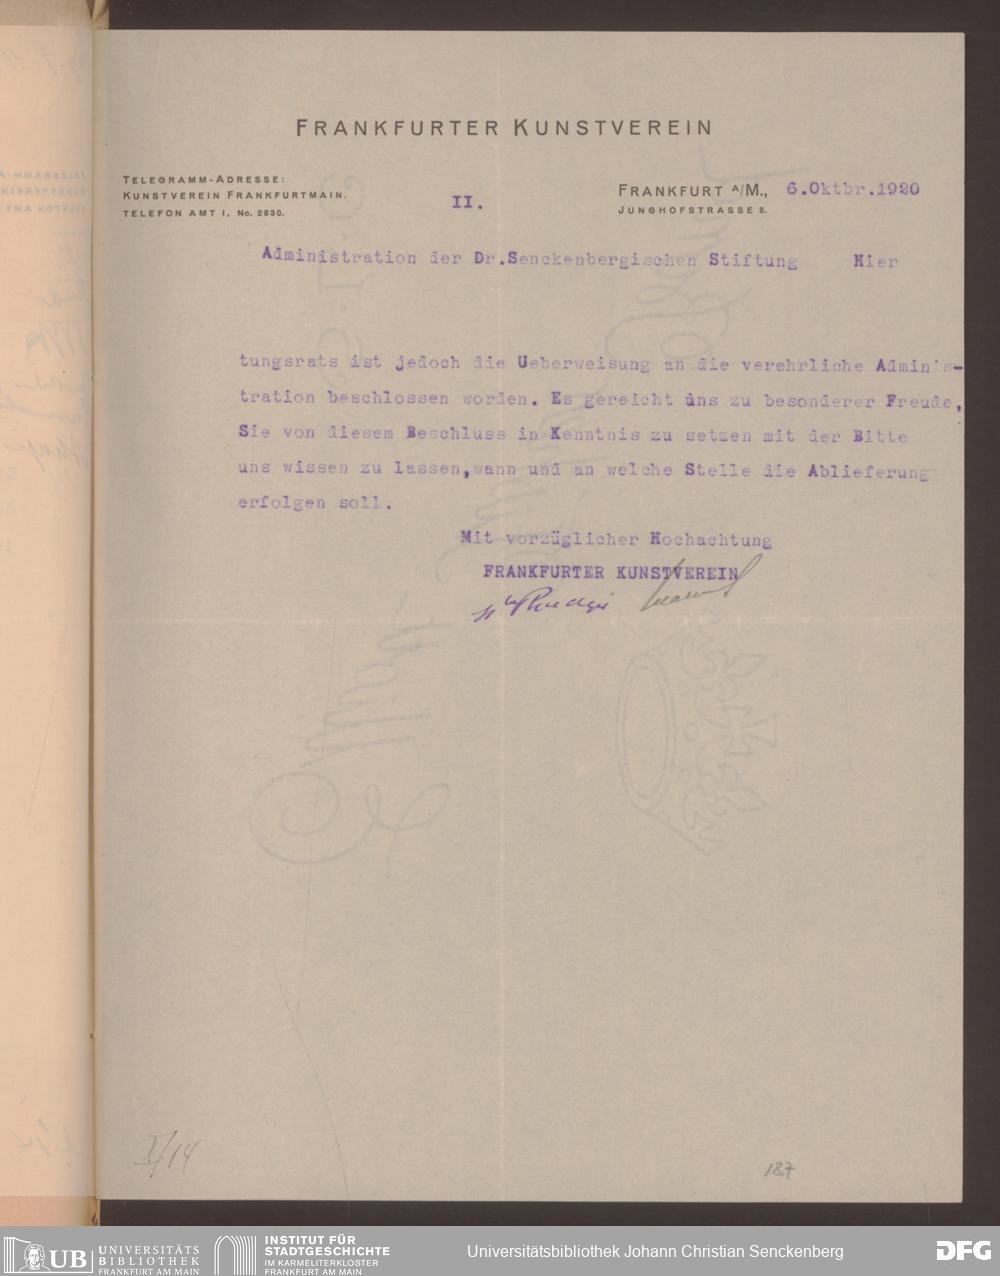 FRANKFURTER KUNSTVEREIN
TELEGRAMM-ADRESSE:
KUNSTVEREIN FRANKFURTMAIN.
TELEFON AMT I, No. 2830.
II.
FRANKFURT A/M., 6.Oktbr.1920
JUNGHOFSTRASSE 8.
Administration der Dr.Senckenbergischen Stiftung Hier
tungsrats ist jedoch die Ueberweisung an die verehrliche Adminis-
tration beschlossen worden. Es gereicht uns zu besonderer Freude,
Sie von diesem Beschluss in Kenntnis zu setzen mit der Bitte
uns wissen zu lassen,wann und an welche Stelle die Ablieferung
erfolgen soll.
Mit vorzüglicher Hochachtung
FRANKFURTER KUNSTVEREIN
I/14
187
UB UNIVERSITÄTS
BIBLIOTHEK
FRANKFURT AM MAIN
INSTITUT FÜR
STADTGESCHICHTE
IM KARMELITERKLOSTER
FRANKFURT AM MAIN
Universitätsbibliothek Johann Christian Senckenberg
DFG